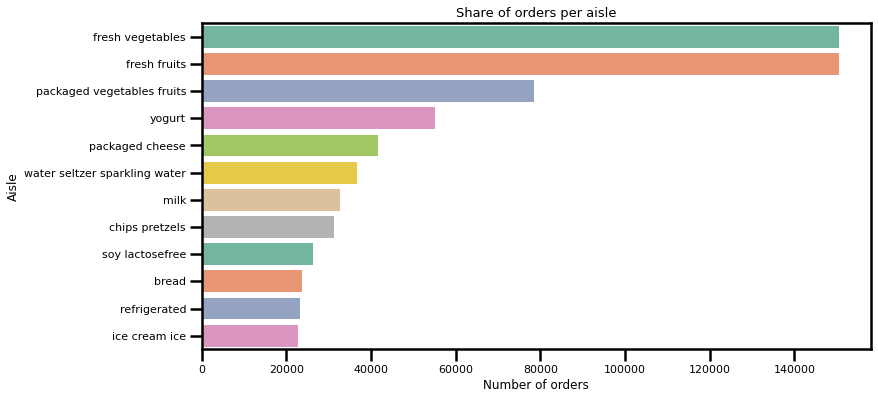 Share of orders per aisle
Aisle
fresh vegetables
fresh fruits
packaged vegetables fruits
yogurt
packaged cheese
water seltzer sparkling water
milk
chips pretzels
soy lactosefree
bread
refrigerated
ice cream ice
0 20000 40000 60000 80000 100000 120000 140000
Number of orders